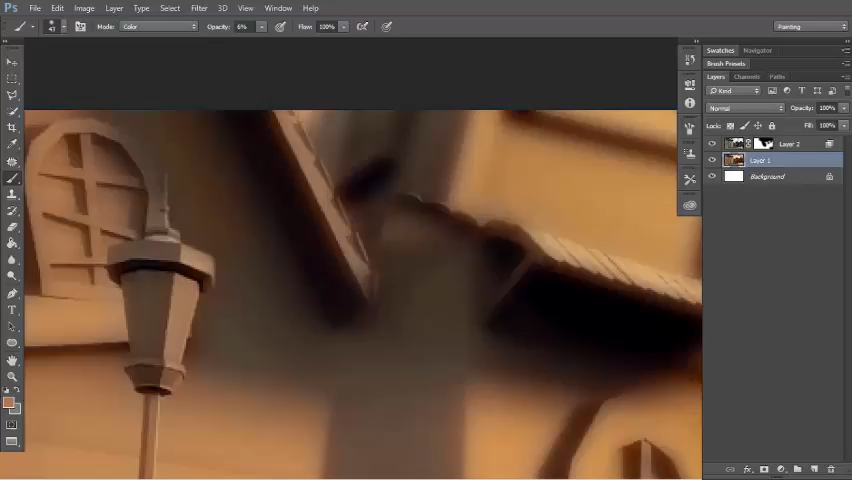 Ps File Edit Image Layer Type Select Filter 3D View Window Help
43 Mode: Color Opacity: 6% Flow: 100% Painting
Swatches Navigator
Brush Presets
Layers Channels Paths
Kind
Normal Opacity: 100%
Lock: Fill: 100%
Layer 2
Layer 1
Background